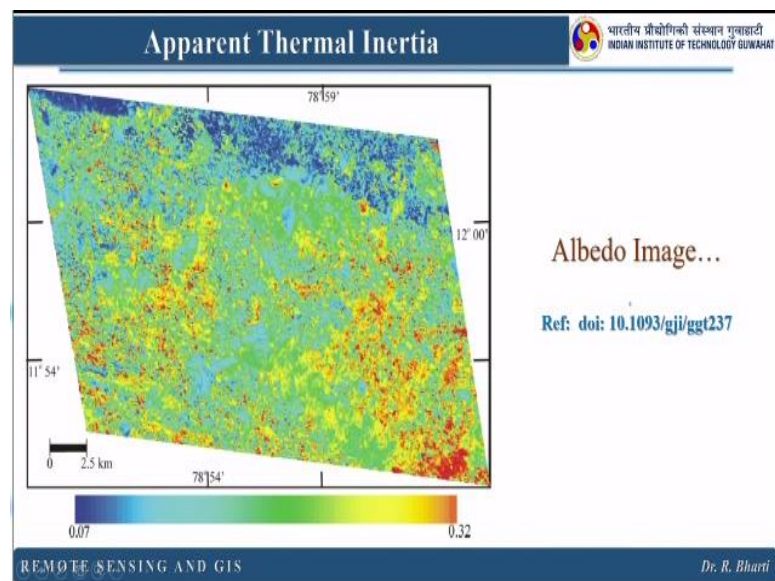 Apparent Thermal Inertia
भारतीय प्रौद्योगिकी संस्थान गुवाहाटी
INDIAN INSTITUTE OF TECHNOLOGY GUWAHAT
78°59'
12°00'
Albedo Image...
Ref: doi: 10.1093/gji/ggt237
11°54'
0 2.5 km
78°54'
0.07 0.32
REMOTE SENSING AND GIS
Dr. R. Bharti